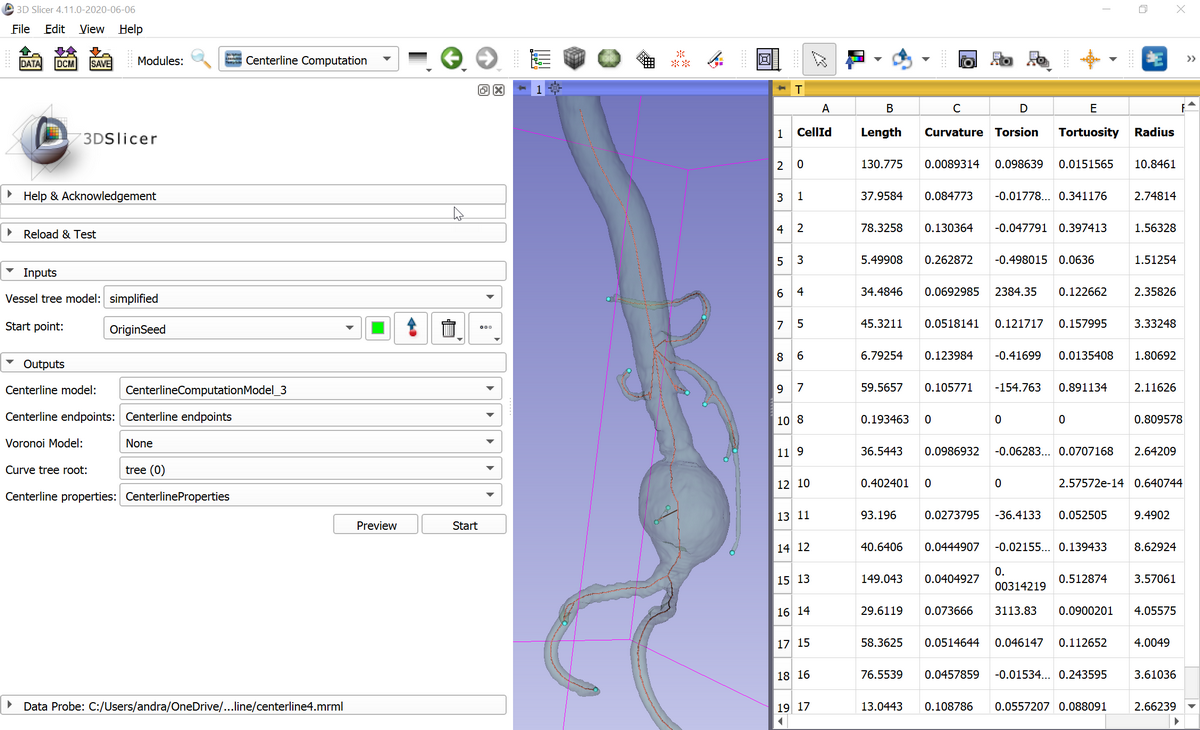 3D Slicer 4.11.0-2020-06-06
File Edit View Help
DATA DCM SAVE Modules: Centerline Computation
1 T
3DSlicer
Help & Acknowledgement
Reload & Test
Inputs
Vessel tree model: simplified
Start point: OriginSeed
Outputs
Centerline model: CenterlineComputationModel_3
Centerline endpoints: Centerline endpoints
Voronoi Model: None
Curve tree root: tree (0)
Centerline properties: CenterlineProperties
Preview Start
Data Probe: C:/Users/andra/OneDrive/...line/centerline4.mrml
A B C D E F
1 CellId Length Curvature Torsion Tortuosity Radius
2 0 130.775 0.0089314 0.098639 0.0151565 10.8461
3 1 37.9584 0.084773 -0.01778... 0.341176 2.74814
4 2 78.3258 0.130364 -0.047791 0.397413 1.56328
5 3 5.49908 0.262872 -0.498015 0.0636 1.51254
6 4 34.4846 0.0692985 2384.35 0.122662 2.35826
7 5 45.3211 0.0518141 0.121717 0.157995 3.33248
8 6 6.79254 0.123984 -0.41699 0.0135408 1.80692
9 7 59.5657 0.105771 -154.763 0.891134 2.11626
10 8 0.193463 0 0 0 0.809578
11 9 36.5443 0.0986932 -0.06283... 0.0707168 2.64209
12 10 0.402401 0 0 2.57572e-14 0.640744
13 11 93.196 0.0273795 -36.4133 0.052505 9.4902
14 12 40.6406 0.0444907 -0.02155... 0.139433 8.62924
15 13 149.043 0.0404927 0.00314219 0.512874 3.57061
16 14 29.6119 0.073666 3113.83 0.0900201 4.05575
17 15 58.3625 0.0514644 0.046147 0.112652 4.0049
18 16 76.5539 0.0457859 -0.01534... 0.243595 3.61036
19 17 13.0443 0.108786 0.0557207 0.088091 2.66239